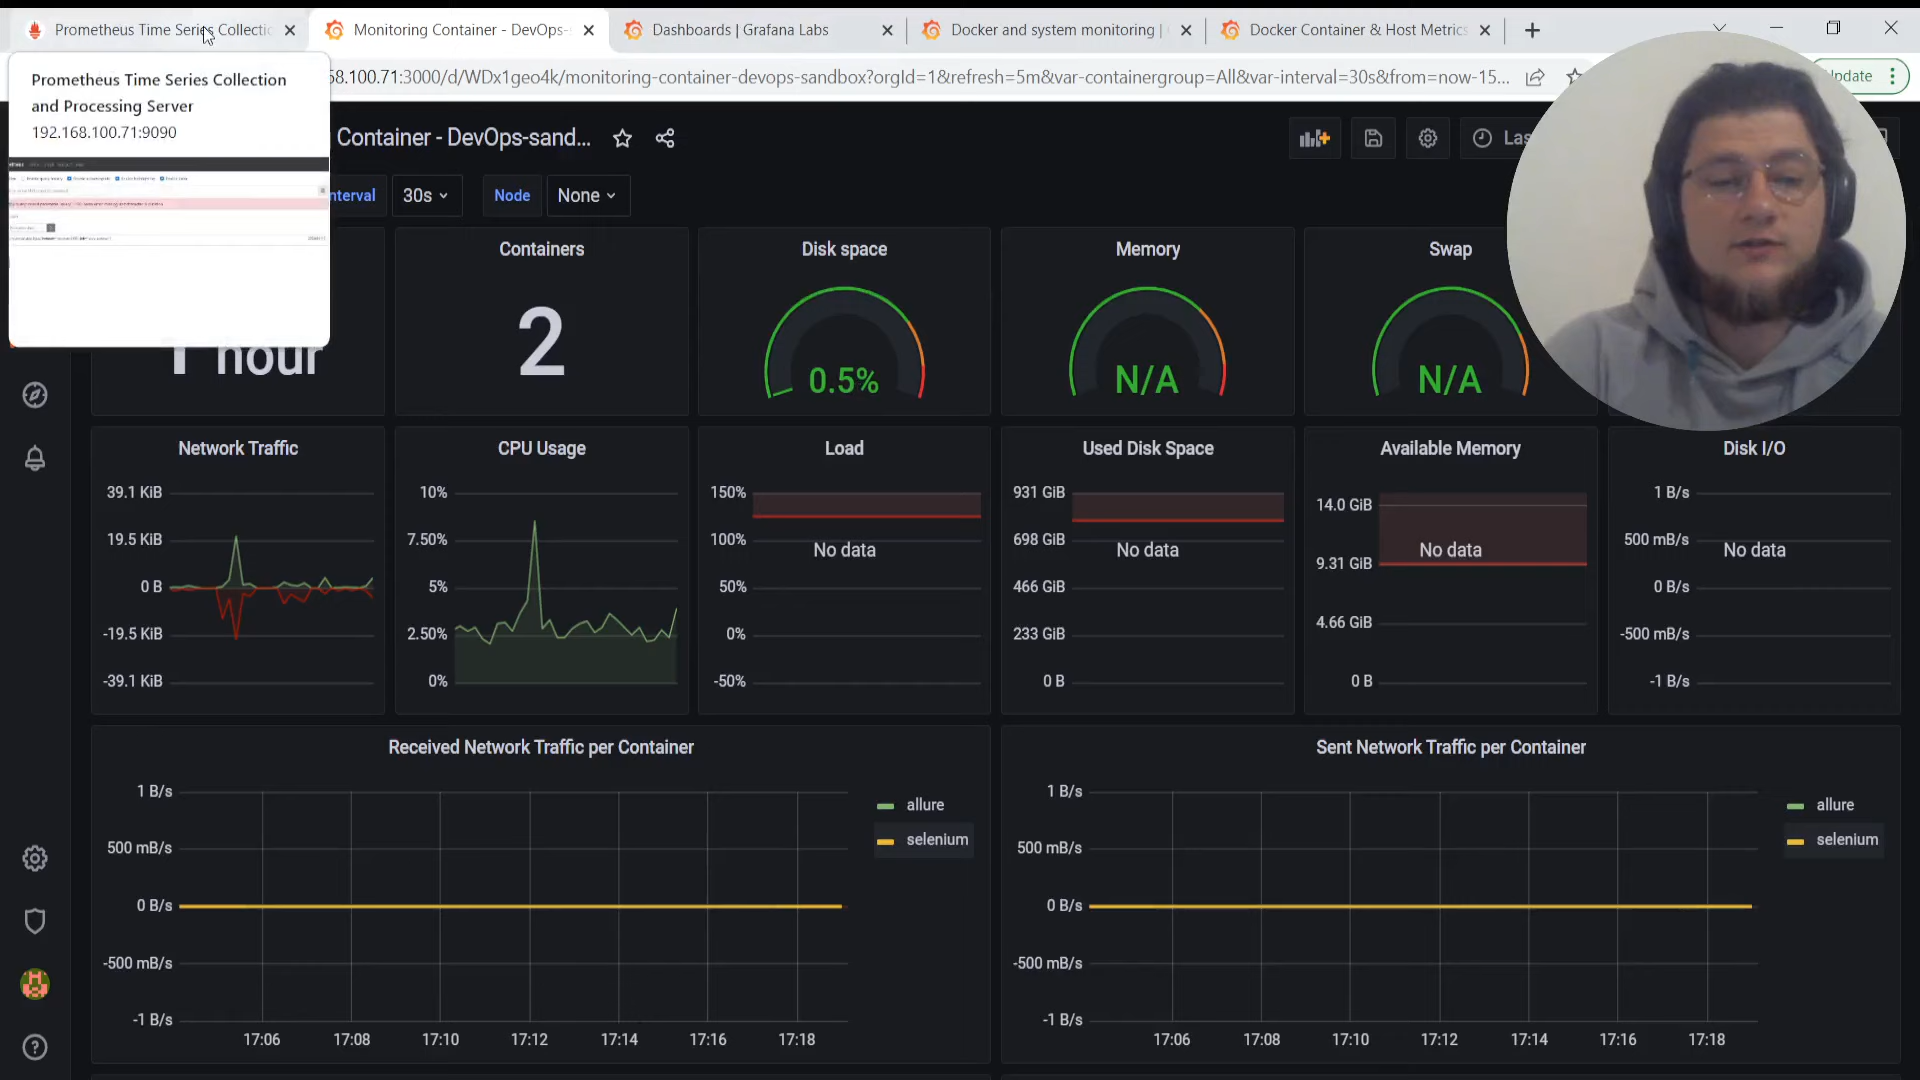 Prometheus Time Series Collectio
Monitoring Container - DevOps-
Dashboards | Grafana Labs
Docker and system monitoring |
Docker Container & Host Metrics
Prometheus Time Series Collection
and Processing Server
192.168.100.71:9090
68.100.71:3000/d/WDx1geo4k/monitoring-container-devops-sandbox?orgId=1&refresh=5m&var-containergroup=All&var-interval=30s&from=now-15...
Update
Container - DevOps-sand...
Las
nterval
30s
Node
None
1 hour
Containers
2
Disk space
0.5%
Memory
N/A
Swap
N/A
Network Traffic
39.1 KiB
19.5 KiB
0 B
-19.5 KiB
-39.1 KiB
CPU Usage
10%
7.50%
5%
2.50%
0%
Load
150%
100%
50%
0%
-50%
No data
Used Disk Space
931 GiB
698 GiB
466 GiB
233 GiB
0 B
No data
Available Memory
14.0 GiB
9.31 GiB
4.66 GiB
0 B
No data
Disk I/O
1 B/s
500 mB/s
0 B/s
-500 mB/s
-1 B/s
No data
Received Network Traffic per Container
1 B/s
500 mB/s
0 B/s
-500 mB/s
-1 B/s
17:06 17:08 17:10 17:12 17:14 17:16 17:18
allure
selenium
Sent Network Traffic per Container
1 B/s
500 mB/s
0 B/s
-500 mB/s
-1 B/s
17:06 17:08 17:10 17:12 17:14 17:16 17:18
allure
selenium